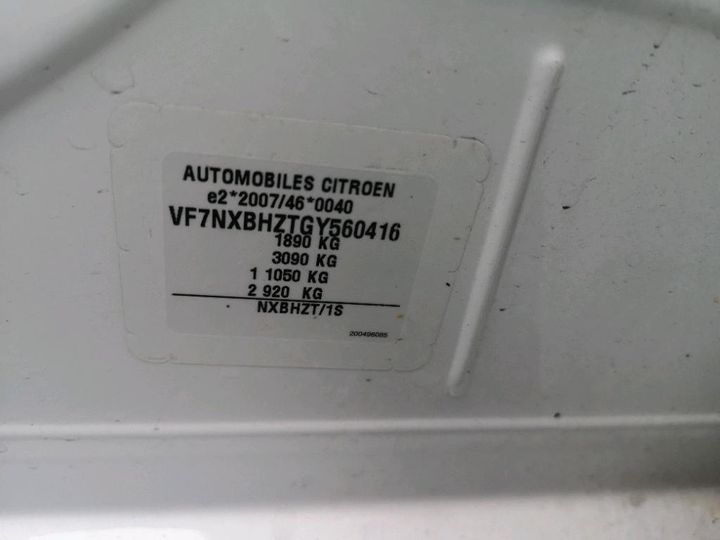 AUTOMOBILES CITROEN
e2*2007/46*0040
VF7NXBHZTGY560416
1890 KG
3090 KG
1 1050 KG
2 920 KG
NXBHZT/1S
200496085